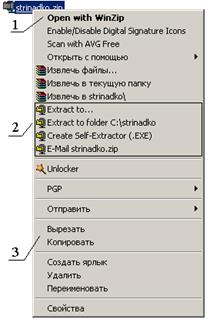 strinadko.zip
1
Open with WinZip
Enable/Disable Digital Signature Icons
Scan with AVG Free
Открыть с помощью
Извлечь файлы...
Извлечь в текущую папку
Извлечь в strinadko\
2
Extract to...
Extract to folder C:\strinadko
Create Self-Extractor (.EXE)
E-Mail strinadko.zip
Unlocker
PGP
Отправить
3
Вырезать
Копировать
Создать ярлык
Удалить
Переименовать
Свойства